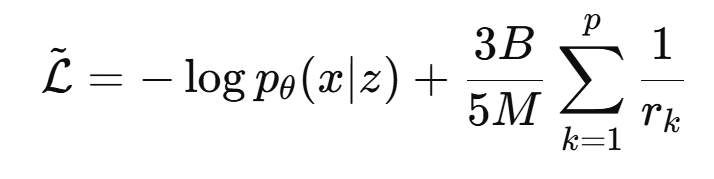 $\tilde{\mathcal{L}} = -\log p_\theta(x|z) + \frac{3B}{5M} \sum_{k=1}^{p} \frac{1}{r_k}$